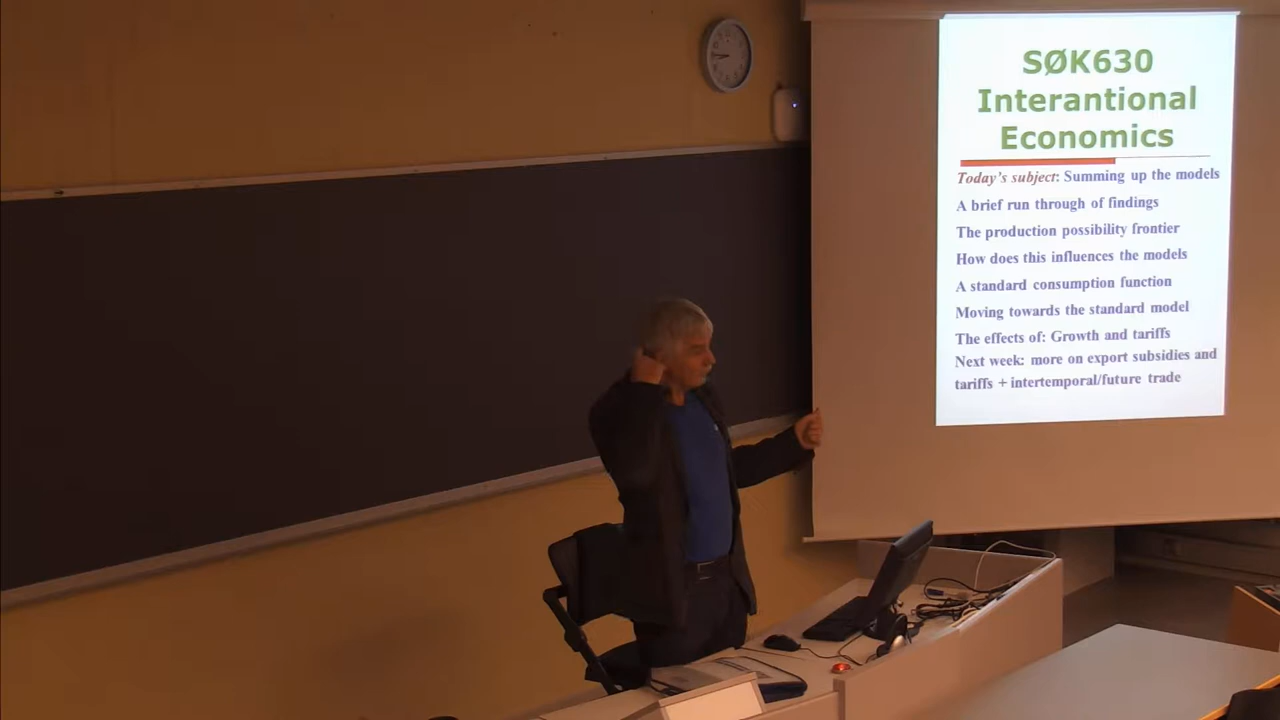 SØK630
Interantional
Economics
Today's subject: Summing up the models
A brief run through of findings
The production possibility frontier
How does this influences the models
A standard consumption function
Moving towards the standard model
The effects of: Growth and tariffs
Next week: more on export subsidies and
tariffs + intertemporal/future trade